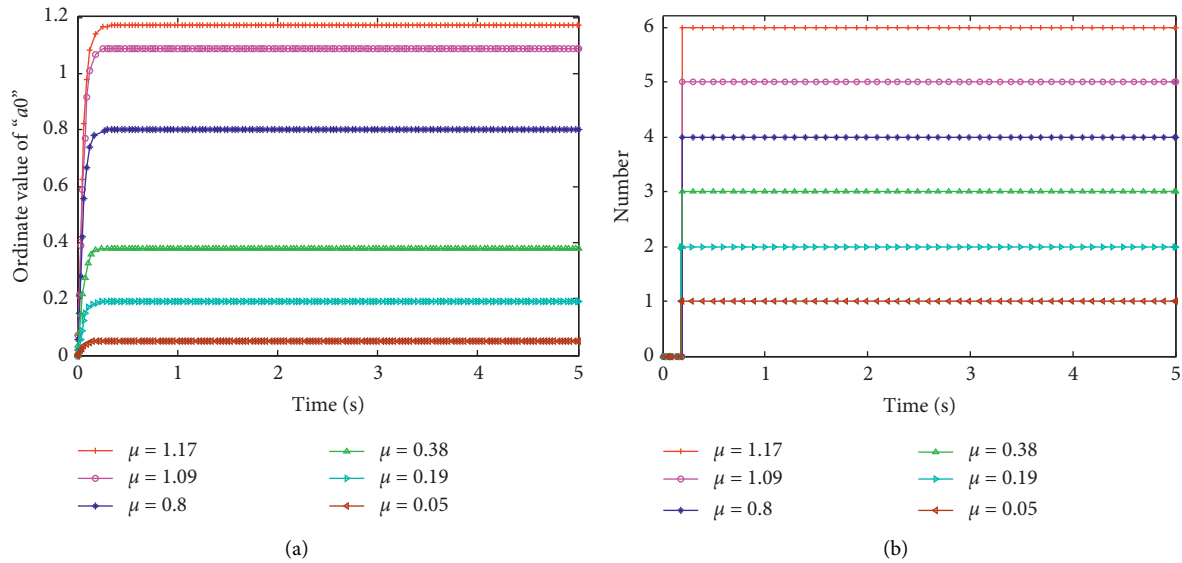 Ordinate value of “a0”
1.2
1
0.8
0.6
0.4
0.2
0
0 1 2 3 4 5
Time (s)
μ = 1.17
μ = 1.09
μ = 0.8
μ = 0.38
μ = 0.19
μ = 0.05
(a)
Number
6
5
4
3
2
1
0
0 1 2 3 4 5
Time (s)
μ = 1.17
μ = 1.09
μ = 0.8
μ = 0.38
μ = 0.19
μ = 0.05
(b)